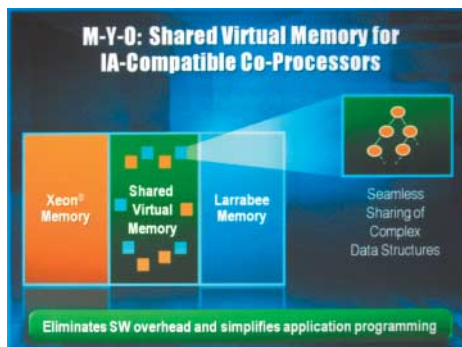 M-Y-O: Shared Virtual Memory for
IA-Compatible Co-Processors
Xeon® 
Memory
Shared
Virtual
Memory
Larrabee
Memory
Seamless
Sharing of
Complex
Data Structures
Eliminates SW overhead and simplifies application programming